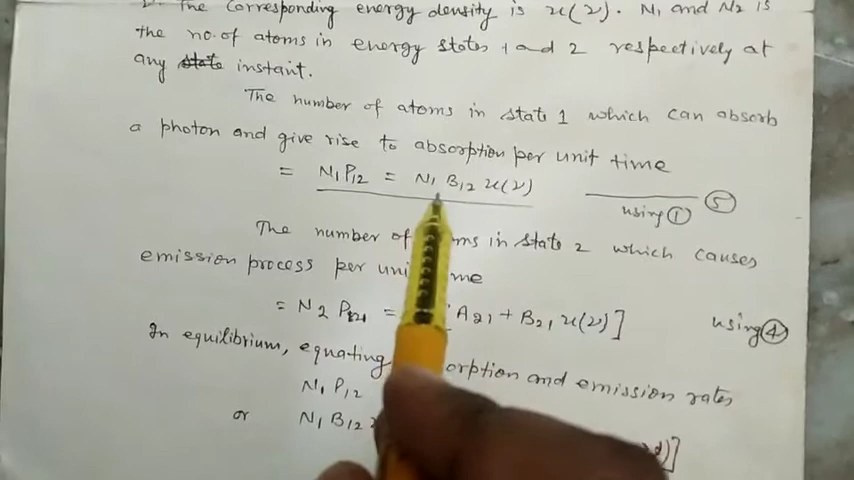 2. The corresponding energy density is u(ν). N1 and N2 is
the no. of atoms in energy states 1 and 2 respectively at
any state instant.
The number of atoms in state 1 which can absorb
a photon and give rise to absorption per unit time
= N1 P12 = N1 B12 u(ν) using ① ⑤
The number of ms in state 2 which causes
emission process per uni me
= N2 P21 = [A21 + B21 u(ν)] using ④
In equilibrium, equating orption and emission rates
N1 P12
or N1 B12 )]